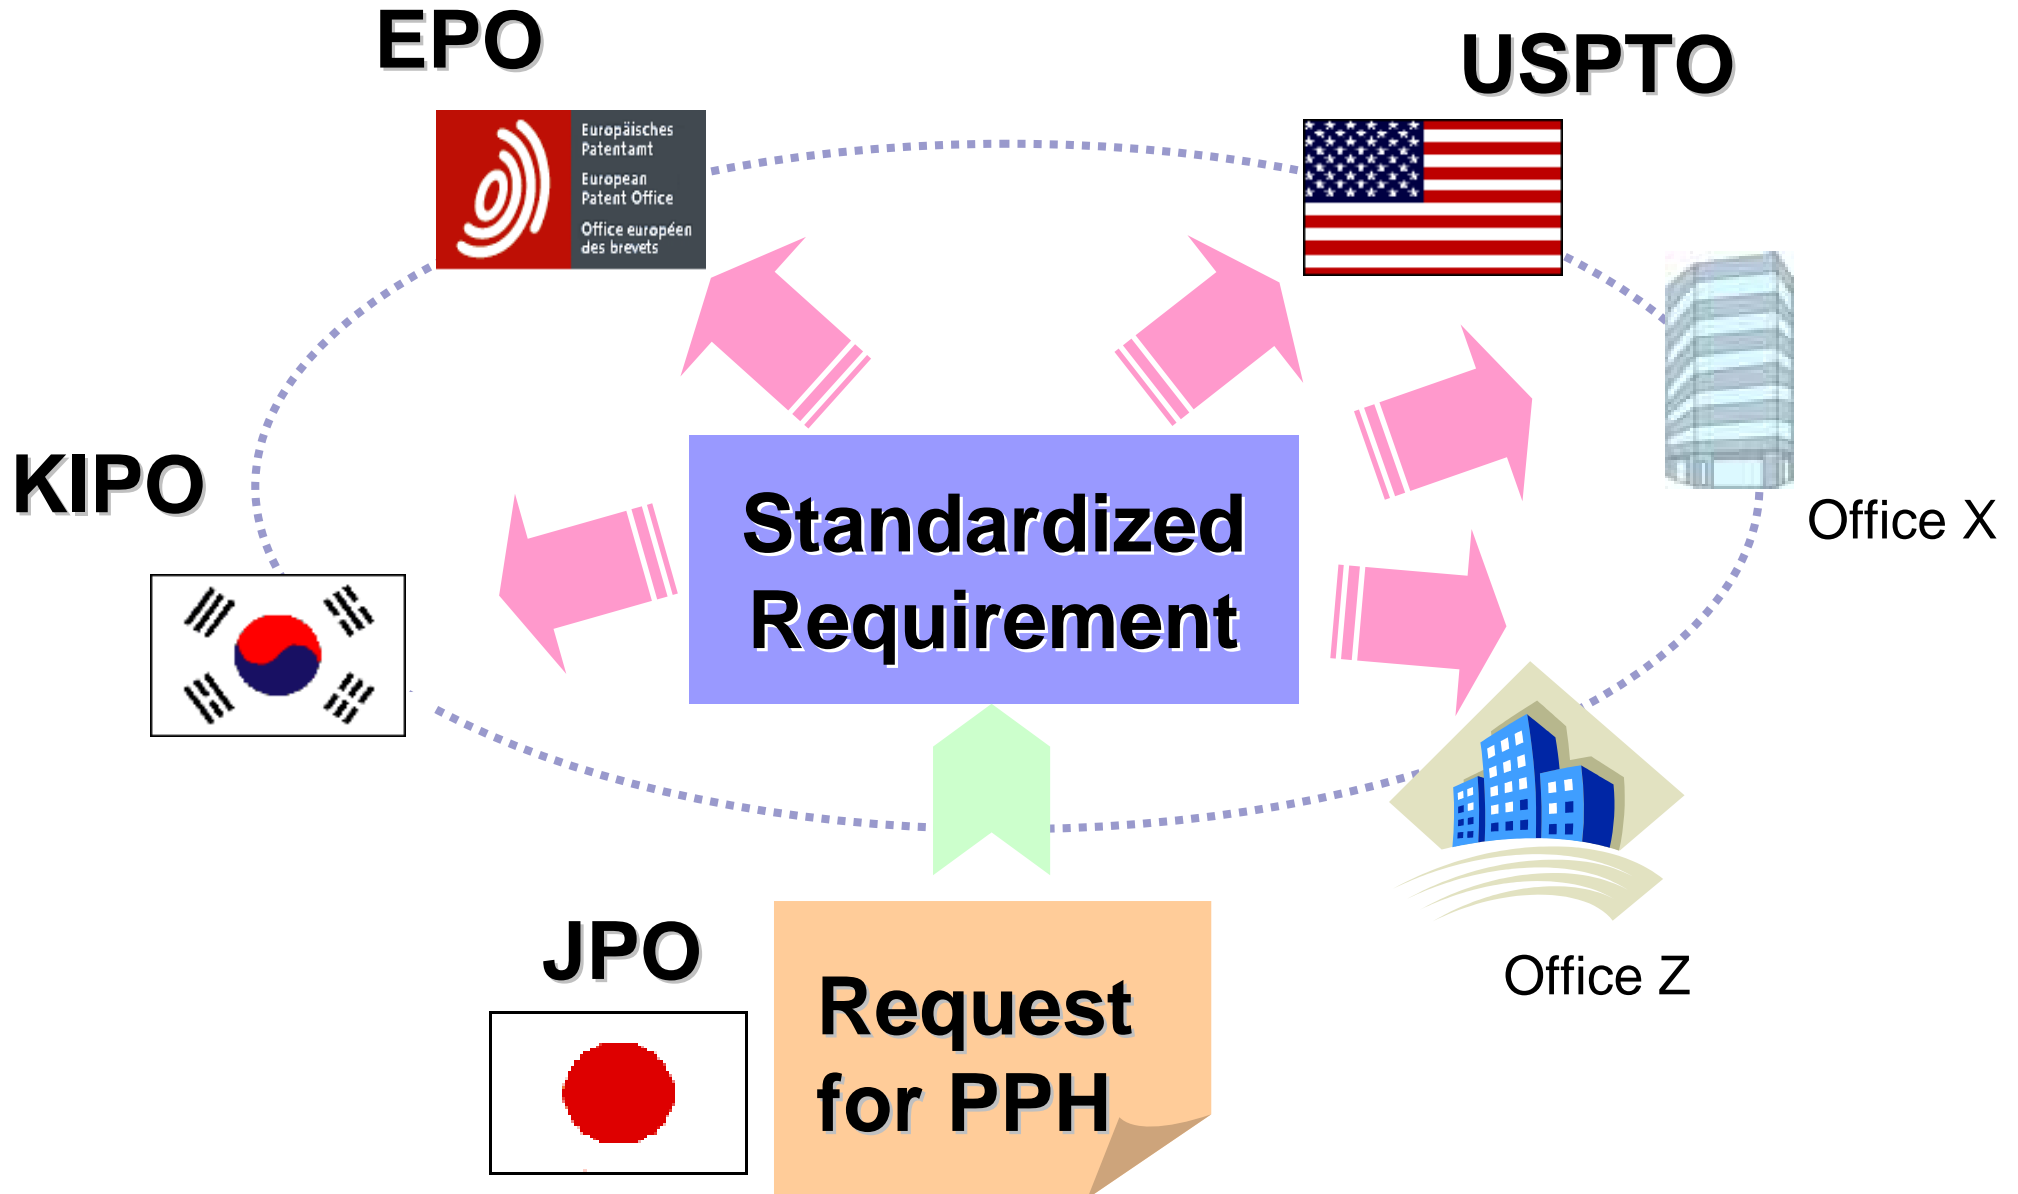 EPO
USPTO
Europäisches
Patentamt
European
Patent Office
Office européen
des brevets
KIPO
Standardized
Requirement
Office X
JPO
Request
for PPH
Office Z